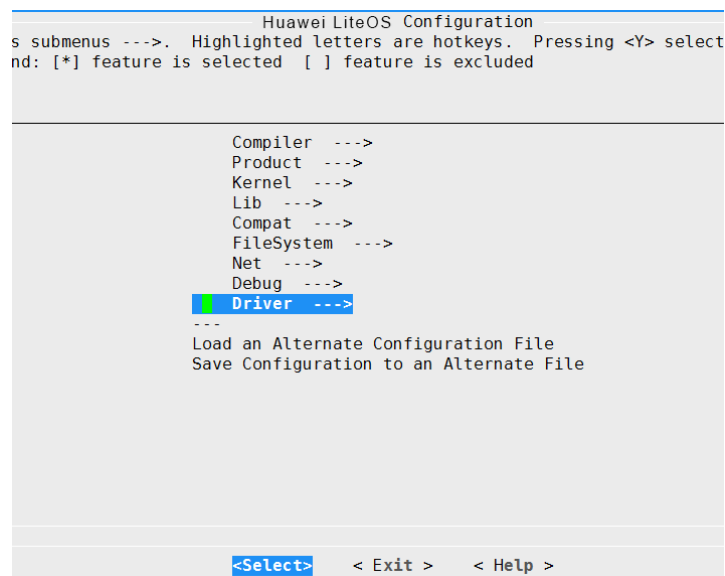 Huawei LiteOS Configuration
s submenus --->. Highlighted letters are hotkeys. Pressing <Y> select
nd: [*] feature is selected [ ] feature is excluded
Compiler --->
Product --->
Kernel --->
Lib --->
Compat --->
FileSystem --->
Net --->
Debug --->
Driver --->
---
Load an Alternate Configuration File
Save Configuration to an Alternate File
<Select> < Exit > < Help >